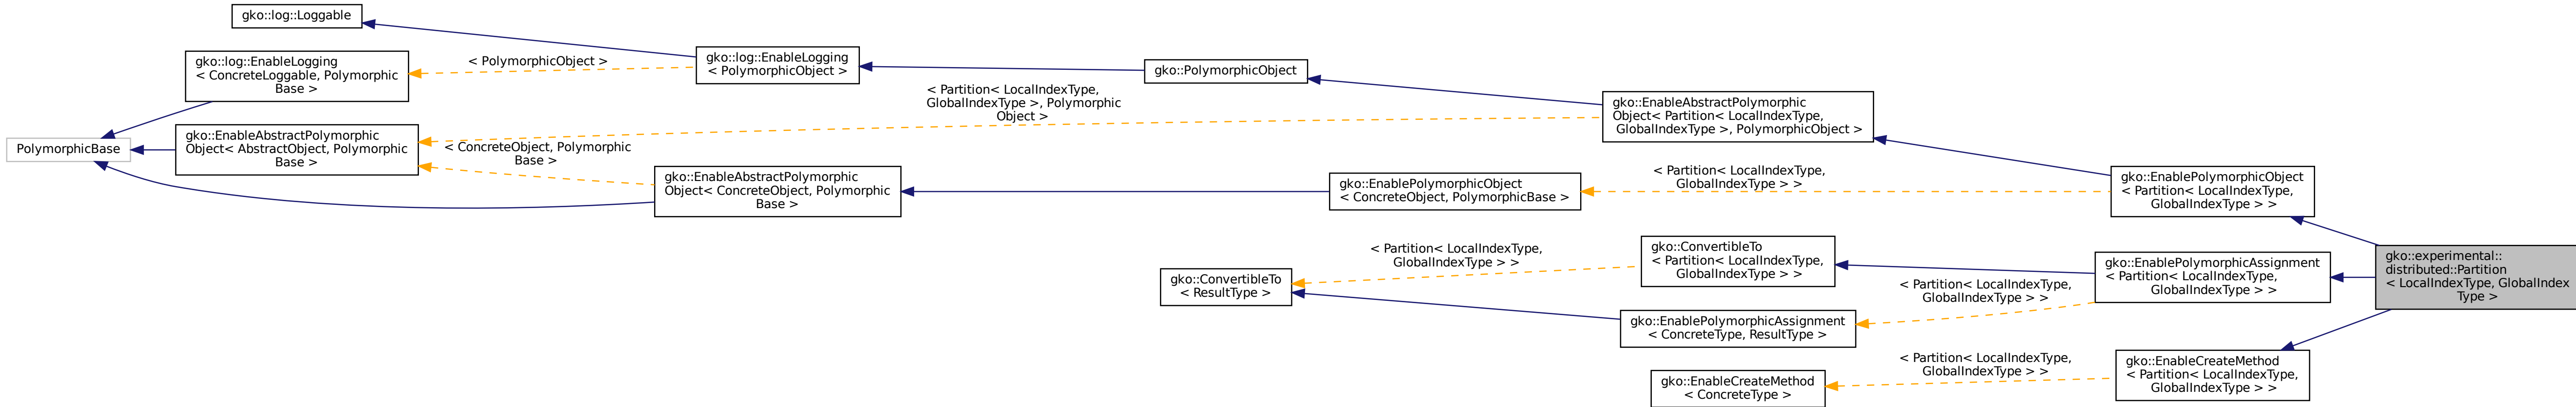 gko::log::Loggable
gko::log::EnableLogging
< ConcreteLoggable, Polymorphic
Base >
< PolymorphicObject >
gko::log::EnableLogging
< PolymorphicObject >
gko::PolymorphicObject
< Partition< LocalIndexType,
GlobalIndexType >, Polymorphic
Object >
gko::EnableAbstractPolymorphic
Object< Partition< LocalIndexType,
GlobalIndexType >, PolymorphicObject >
PolymorphicBase
gko::EnableAbstractPolymorphic
Object< AbstractObject, Polymorphic
Base >
< ConcreteObject, Polymorphic
Base >
gko::EnableAbstractPolymorphic
Object< ConcreteObject, Polymorphic
Base >
gko::EnablePolymorphicObject
< ConcreteObject, PolymorphicBase >
< Partition< LocalIndexType,
GlobalIndexType > >
gko::EnablePolymorphicObject
< Partition< LocalIndexType,
GlobalIndexType > >
gko::ConvertibleTo
< ResultType >
< Partition< LocalIndexType,
GlobalIndexType > >
gko::ConvertibleTo
< Partition< LocalIndexType,
GlobalIndexType > >
gko::EnablePolymorphicAssignment
< ConcreteType, ResultType >
< Partition< LocalIndexType,
GlobalIndexType > >
gko::EnablePolymorphicAssignment
< Partition< LocalIndexType,
GlobalIndexType > >
gko::experimental::
distributed::Partition
< LocalIndexType, GlobalIndex
Type >
gko::EnableCreateMethod
< ConcreteType >
< Partition< LocalIndexType,
GlobalIndexType > >
gko::EnableCreateMethod
< Partition< LocalIndexType,
GlobalIndexType > >